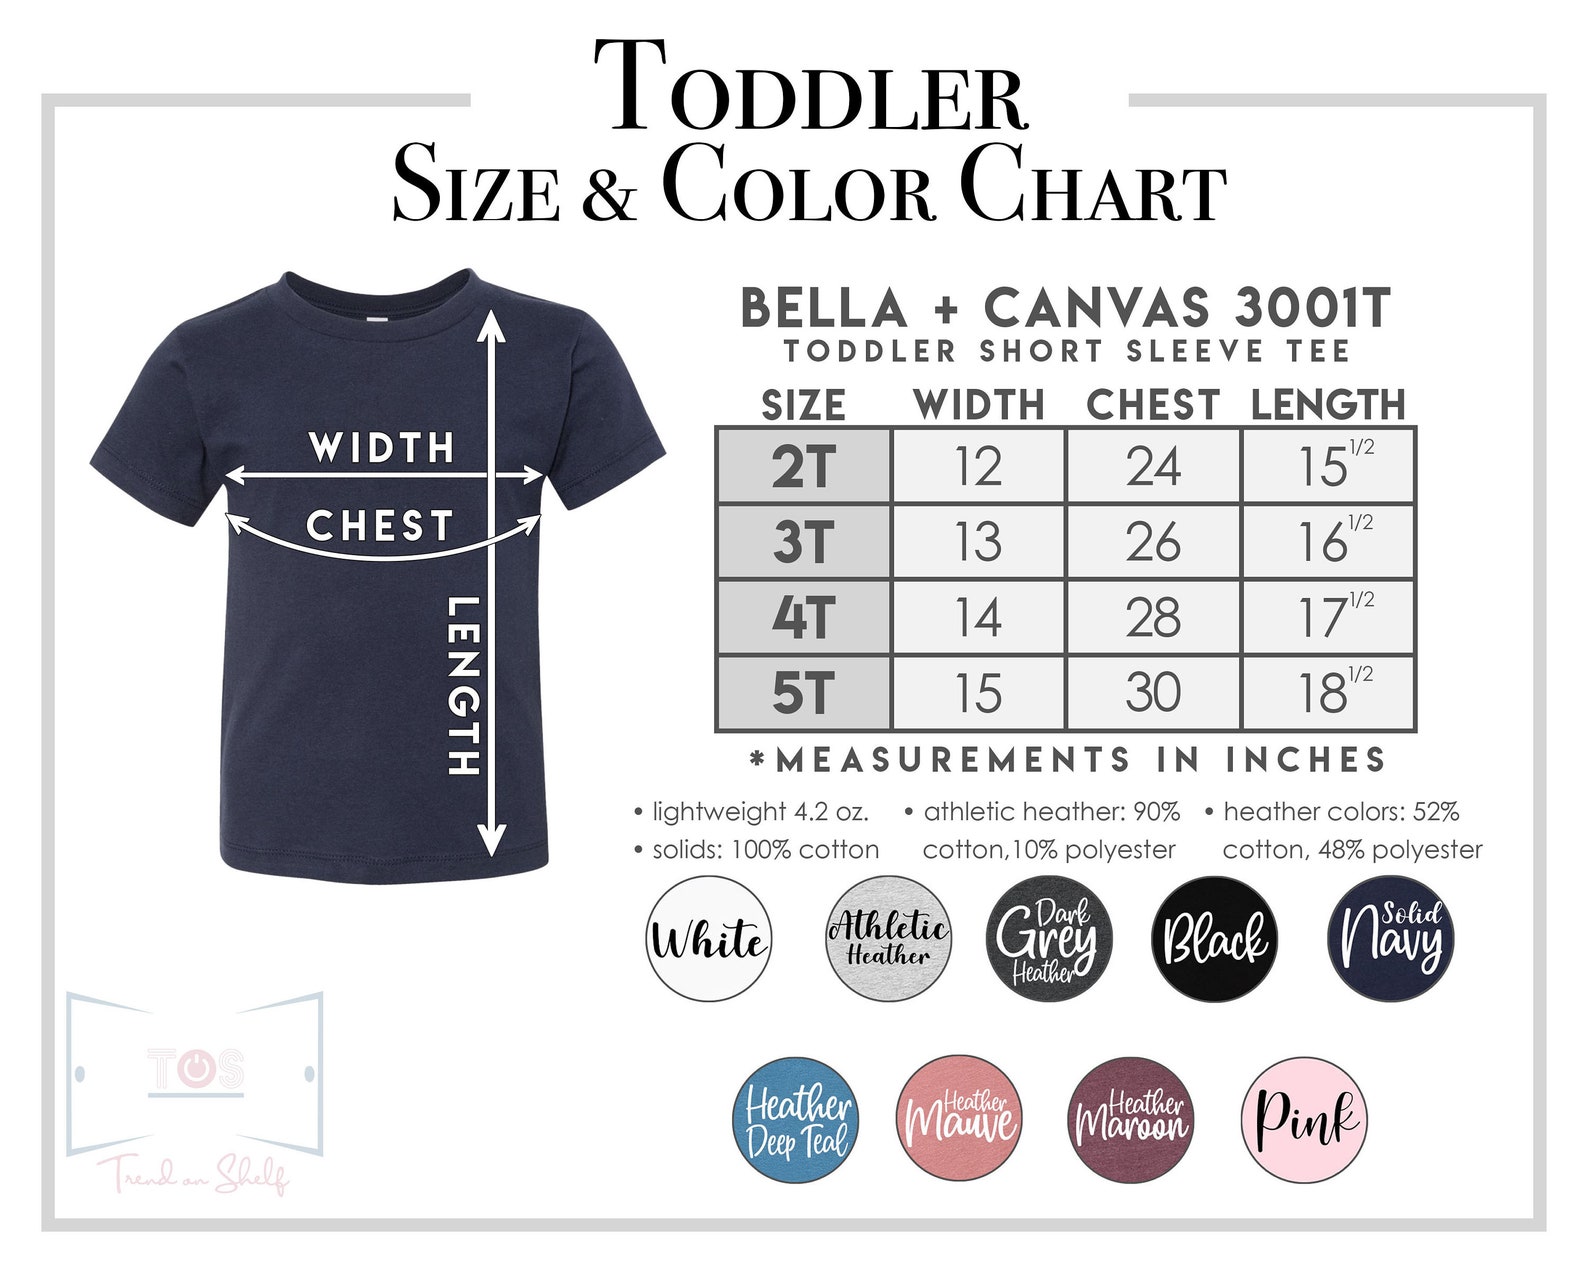 Toddler
Size & Color Chart
BELLA + CANVAS 3001T
TODDLER SHORT SLEEVE TEE
SIZE WIDTH CHEST LENGTH
2T 12 24 15 1/2
3T 13 26 16 1/2
4T 14 28 17 1/2
5T 15 30 18 1/2
*MEASUREMENTS IN INCHES
WIDTH
CHEST
LENGTH
• lightweight 4.2 oz.
• solids: 100% cotton
• athletic heather: 90%
cotton,10% polyester
• heather colors: 52%
cotton, 48% polyester
White
Athletic
Heather
Dark
Grey
Heather
Black
Solid
Navy
Heather
Deep Teal
Heather
Mauve
Heather
Maroon
Pink
TOS
Trend on Shelf